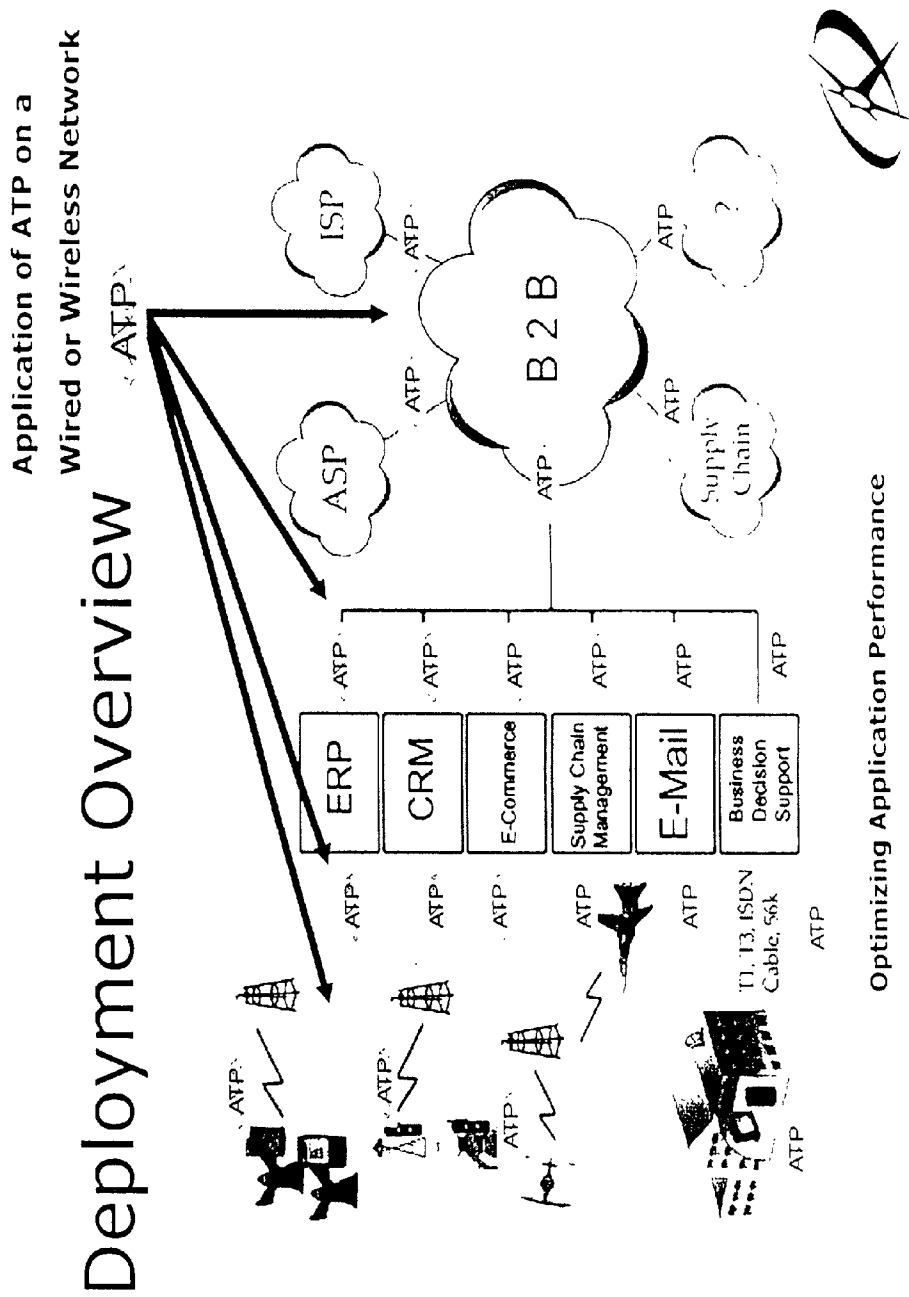 Application of ATP on a
Wired or Wireless Network
Deployment Overview
ATP
ATP
ATP
ATP
ATP
ATP
T1, T3, ISDN
Cable, 56k
ATP
ATP
ATP
ATP
ATP
ATP
ERP
CRM
E-Commerce
Supply Chain
Management
E-Mail
Business
Decision
Support
ATP
ATP
ATP
ATP
ATP
ATP
ASP
ISP
ATP
ATP
ATP
B 2 B
ATP
ATP
Supply
Chain
?
Optimizing Application Performance